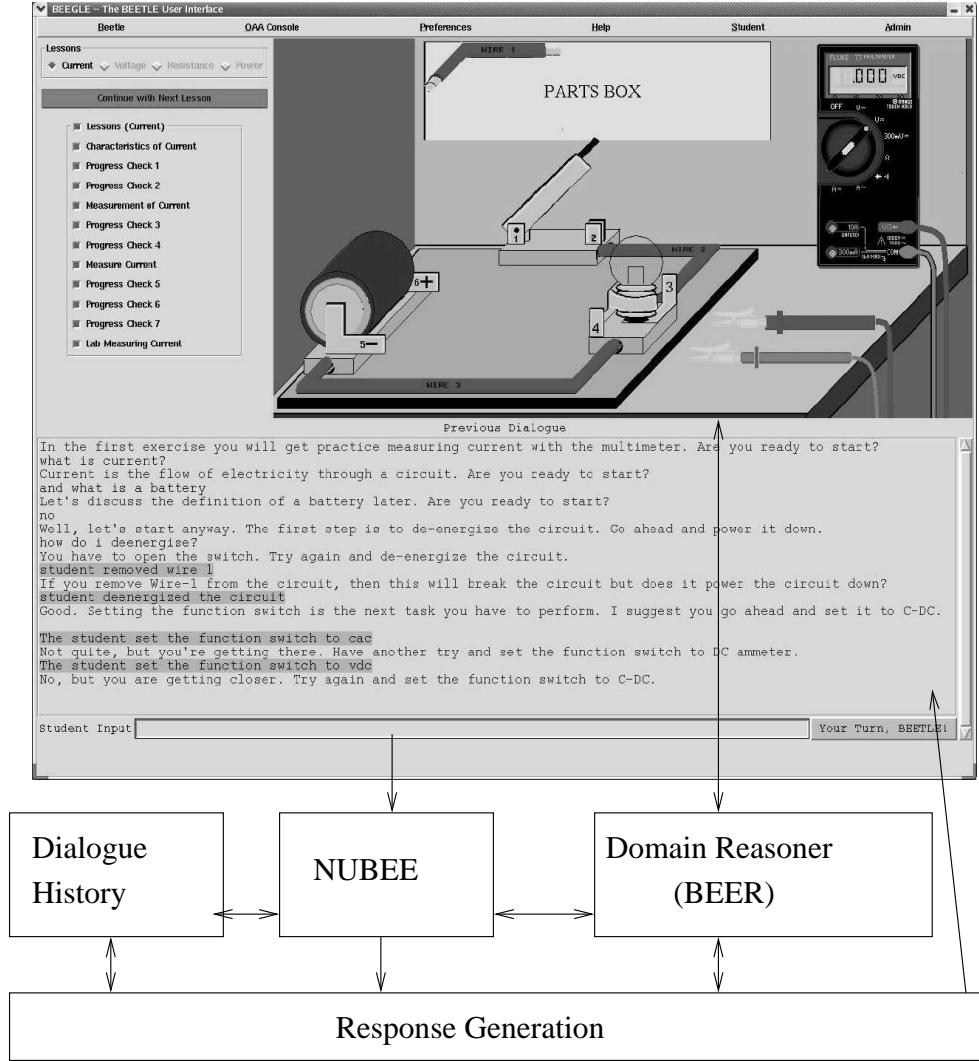 BEEGLE – The BEETLE User Interface
Beetle OAA Console Preferences Help Student Admin
Lessons
Current Voltage Resistance Power
Continue with Next Lesson
Lessons (Current)
Characteristics of Current
Progress Check 1
Progress Check 2
Measurement of Current
Progress Check 3
Progress Check 4
Measure Current
Progress Check 5
Progress Check 6
Progress Check 7
Lab Measuring Current
WIRE 1
PARTS BOX
1
2
WIRE 2
3
4
5-
6+
WIRE 3
FLUKE 77 MULTIMETER
.000 VDC
OFF
300mV
10A
300mA
COM
Previous Dialogue
In the first exercise you will get practice measuring current with the multimeter. Are you ready to start?
what is current?
Current is the flow of electricity through a circuit. Are you ready to start?
and what is a battery
Let's discuss the definition of a battery later. Are you ready to start?
no
Well, let's start anyway. The first step is to de-energize the circuit. Go ahead and power it down.
how do i deenergise?
You have to open the switch. Try again and de-energize the circuit.
student removed wire 1
If you remove Wire-1 from the circuit, then this will break the circuit but does it power the circuit down?
student deenergized the circuit
Good. Setting the function switch is the next task you have to perform. I suggest you go ahead and set it to C-DC.
The student set the function switch to cac
Not quite, but you're getting there. Have another try and set the function switch to DC ammeter.
The student set the function switch to vdc
No, but you are getting closer. Try again and set the function switch to C-DC.
Student Input
Your Turn, BEETLE!
Dialogue
History
NUBEE
Domain Reasoner
(BEER)
Response Generation